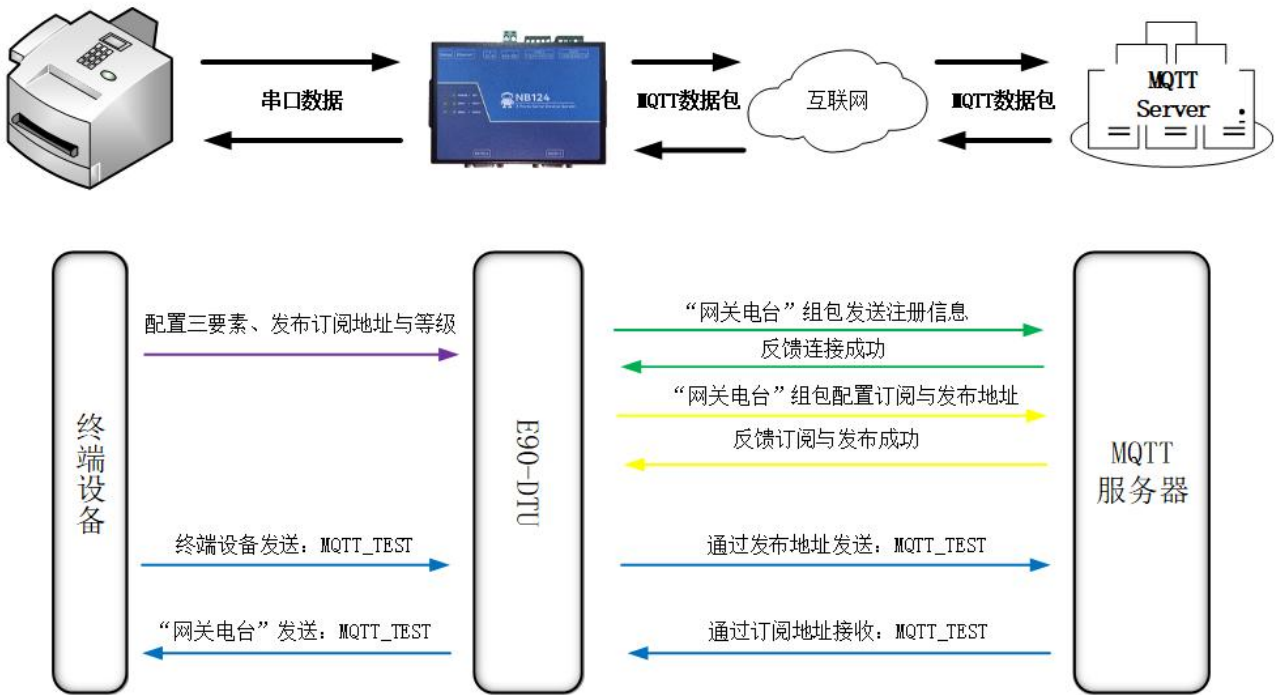 串口数据
NB124
MQTT数据包
互联网
MQTT数据包
MQTT
Server
配置三要素、发布订阅地址与等级
“网关电台”组包发送注册信息
反馈连接成功
“网关电台”组包配置订阅与发布地址
反馈订阅与发布成功
终端设备
E90-DTU
MQTT
服务器
终端设备发送：MQTT_TEST
通过发布地址发送：MQTT_TEST
“网关电台”发送：MQTT_TEST
通过订阅地址接收：MQTT_TEST